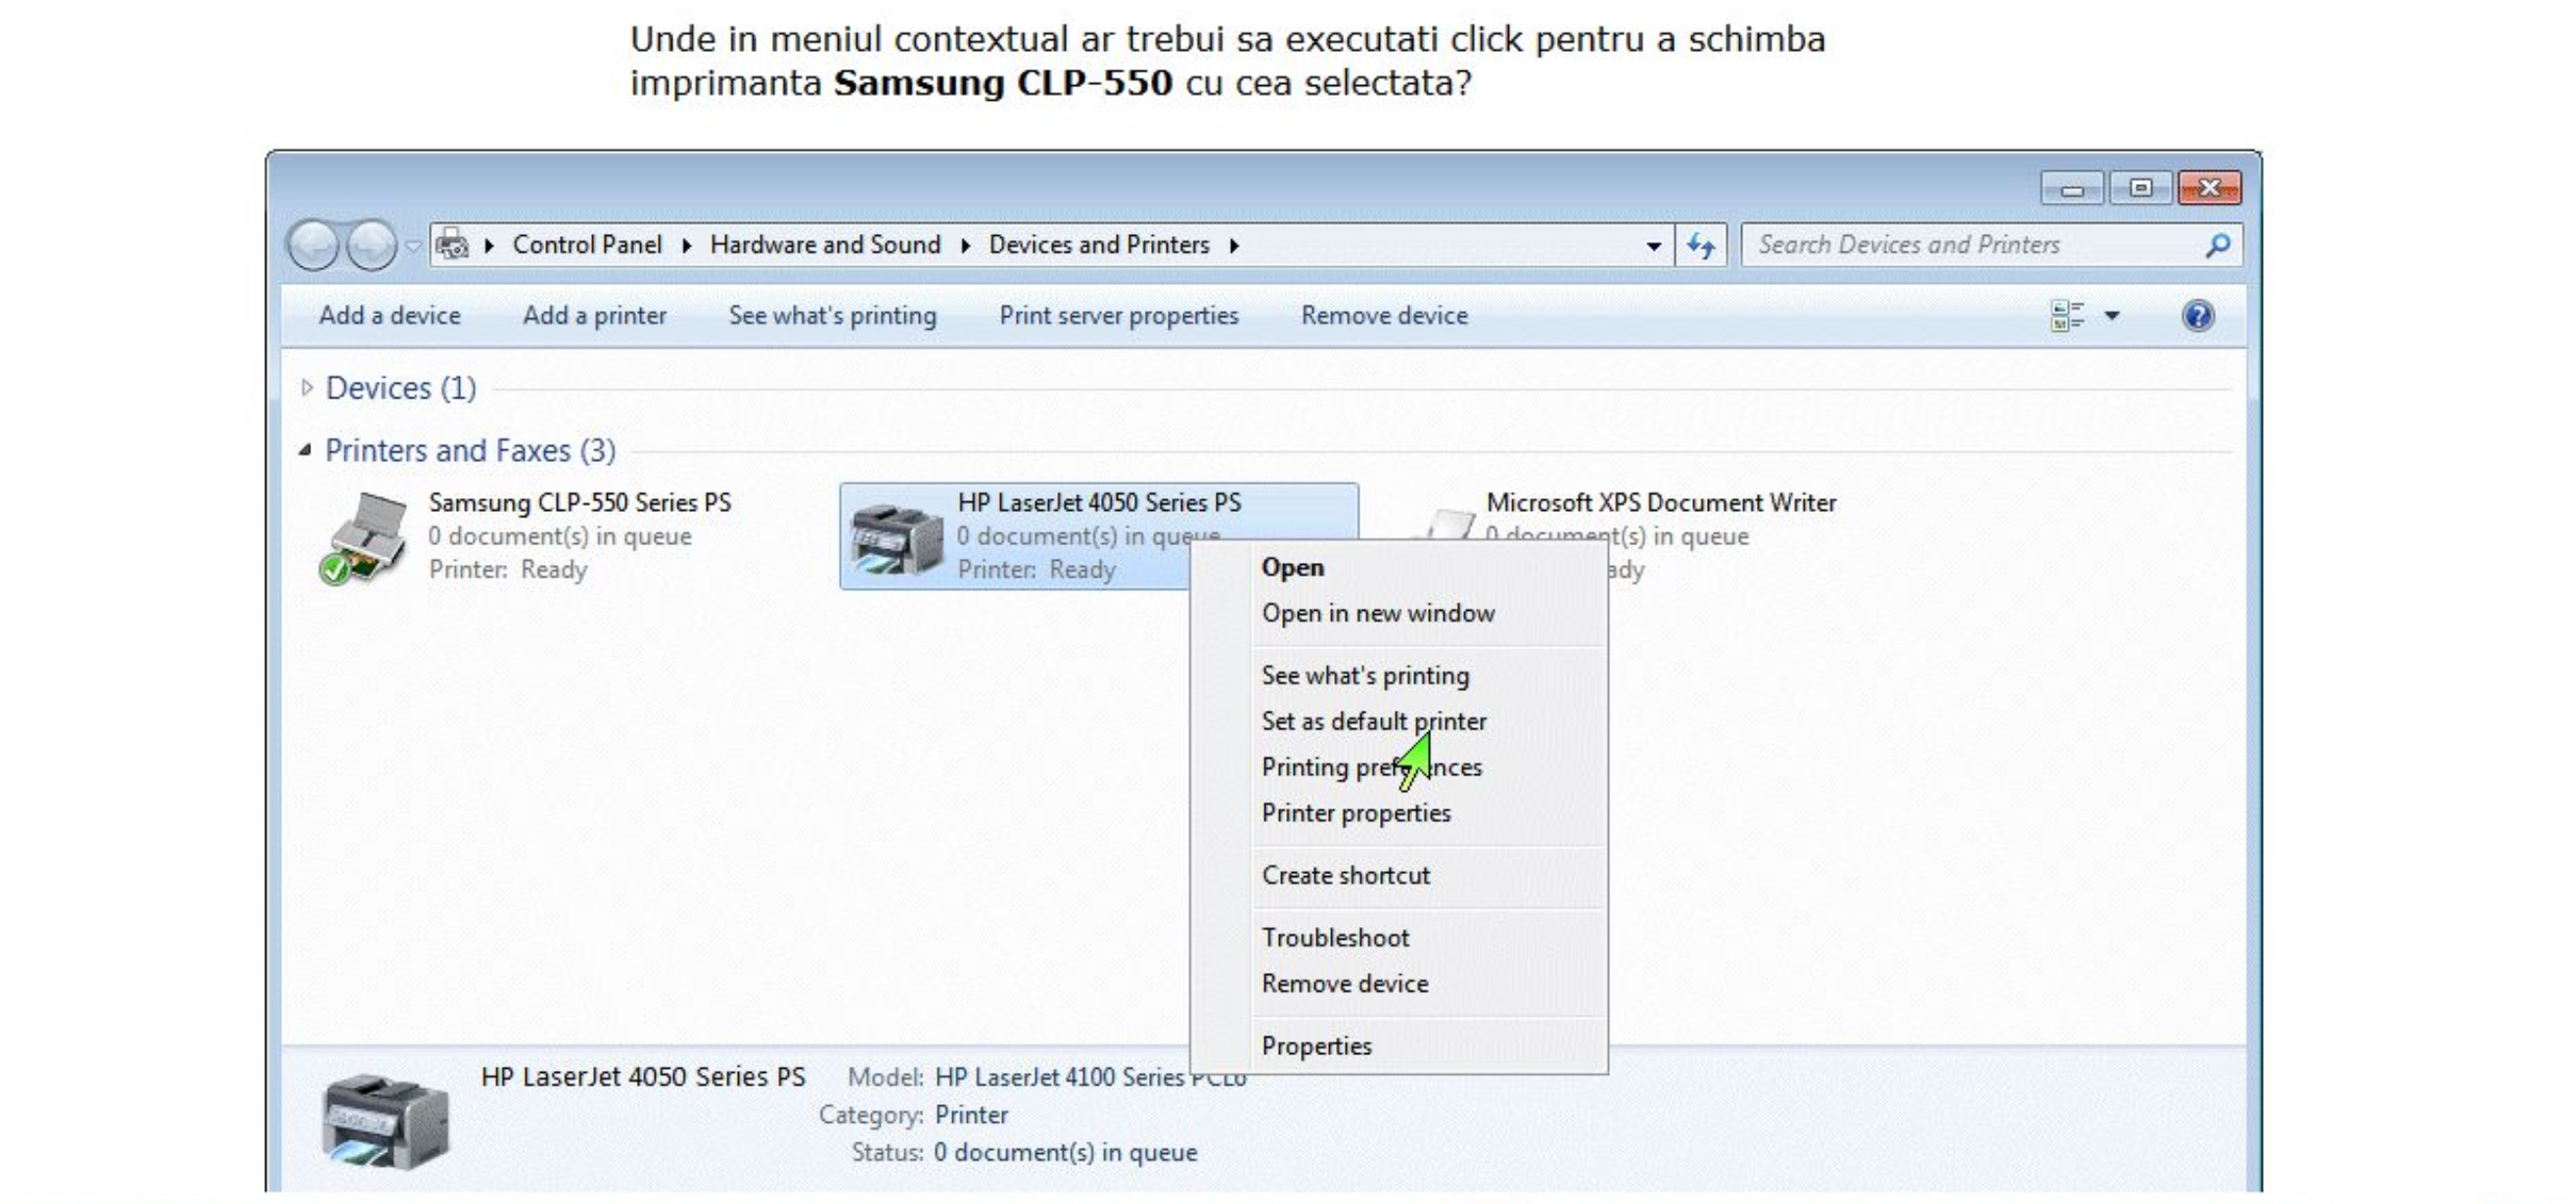 Unde in meniul contextual ar trebui sa executati click pentru a schimba
imprimanta Samsung CLP-550 cu cea selectata?
Control Panel Hardware and Sound Devices and Printers
Search Devices and Printers
Add a device Add a printer See what's printing Print server properties Remove device
Devices (1)
Printers and Faxes (3)
Samsung CLP-550 Series PS
0 document(s) in queue
Printer: Ready
HP LaserJet 4050 Series PS
0 document(s) in queue
Printer: Ready
Microsoft XPS Document Writer
0 document(s) in queue
Open
Open in new window
See what's printing
Set as default printer
Printing preferences
Printer properties
Create shortcut
Troubleshoot
Remove device
Properties
HP LaserJet 4050 Series PS
Model: HP LaserJet 4100 Series PCL6
Category: Printer
Status: 0 document(s) in queue